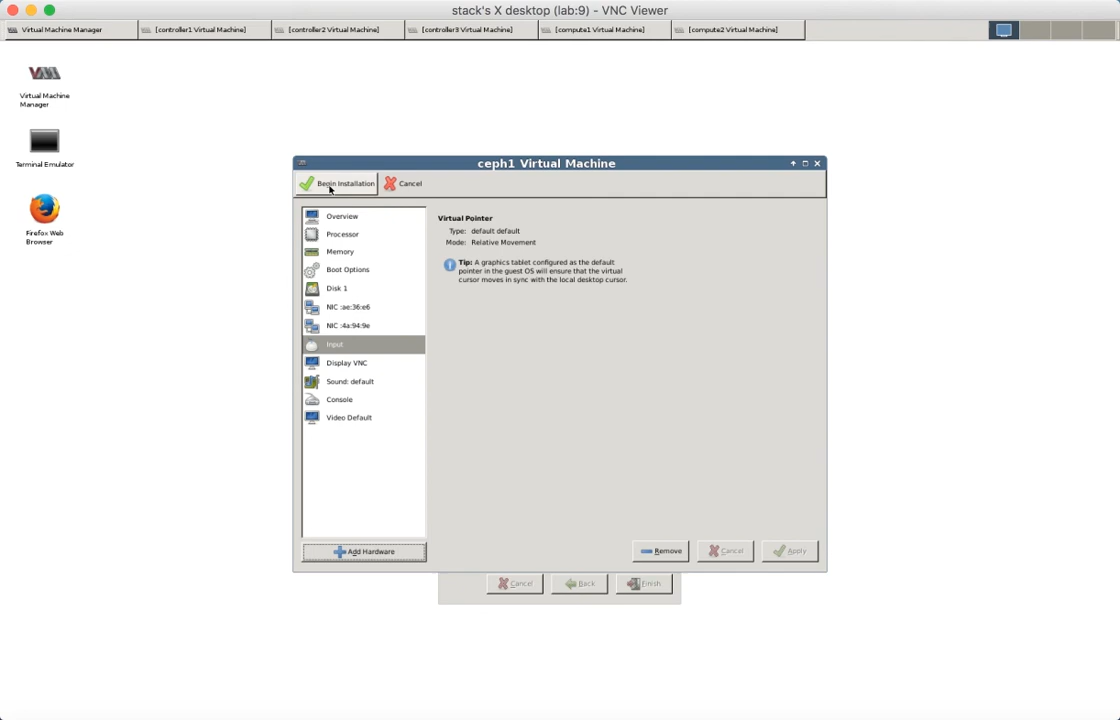 stack's X desktop (lab:9) - VNC Viewer
Virtual Machine Manager
[controller1 Virtual Machine]
[controller2 Virtual Machine]
[controller3 Virtual Machine]
[compute1 Virtual Machine]
[compute2 Virtual Machine]
Virtual Machine
Manager
Terminal Emulator
Firefox Web
Browser
ceph1 Virtual Machine
Begin Installation
Cancel
Overview
Processor
Memory
Boot Options
Disk 1
NIC :ae:36:e6
NIC :4a:94:9e
Input
Display VNC
Sound: default
Console
Video Default
Add Hardware
Virtual Pointer
Type: default default
Mode: Relative Movement
Tip: A graphics tablet configured as the default
pointer in the guest OS will ensure that the virtual
cursor moves in sync with the local desktop cursor.
Remove
Cancel
Apply
Cancel
Back
Finish